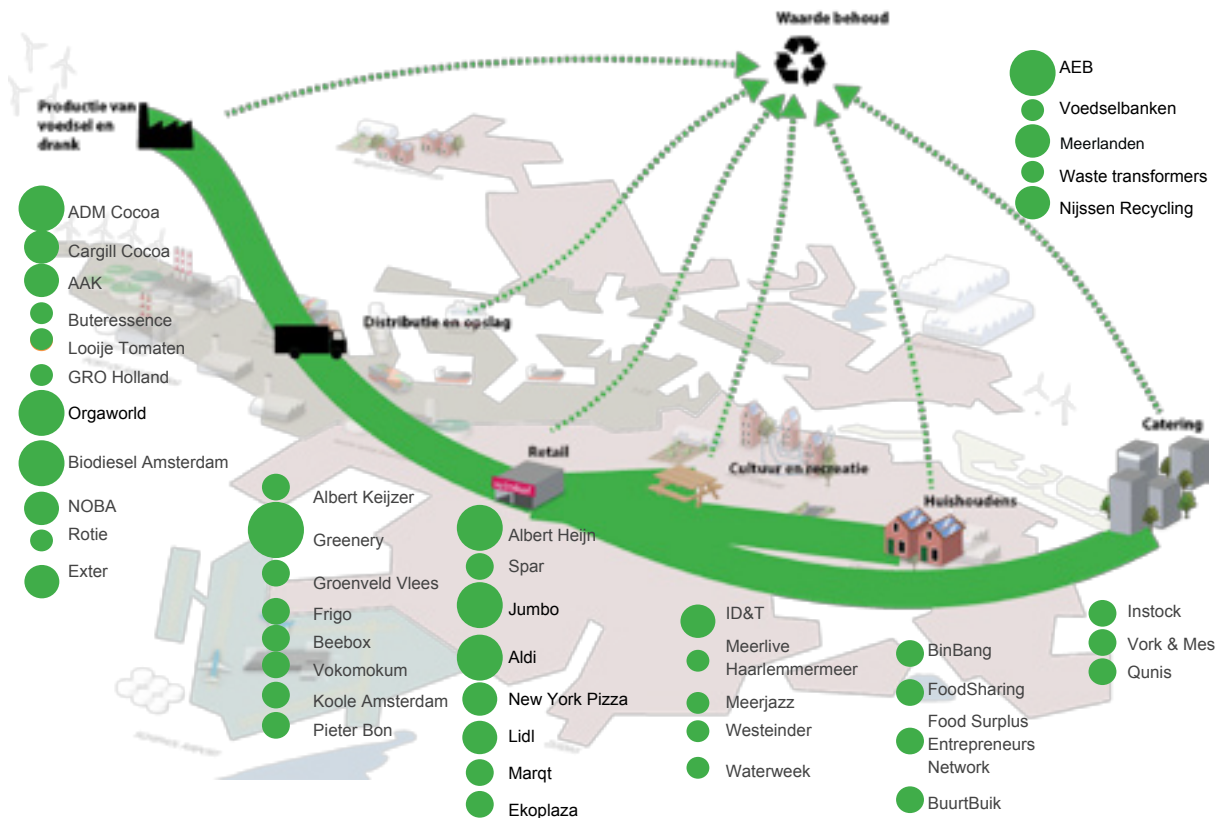 Waarde behoud
Productie van
voedsel en
drank
AEB
Voedselbanken
Meerlanden
Waste transformers
Nijssen Recycling
ADM Cocoa
Cargill Cocoa
AAK
Buteressence
Looije Tomaten
GRO Holland
Orgaworld
Biodiesel Amsterdam
NOBA
Rotie
Exter
Distributie en opslag
Retail
Cultuur en recreatie
Huishoudens
Catering
Albert Keijzer
Greenery
Groenveld Vlees
Frigo
Beebox
Vokomokum
Koole Amsterdam
Pieter Bon
Albert Heijn
Spar
Jumbo
Aldi
New York Pizza
Lidl
Marqt
Ekoplaza
ID&T
Meerlive
Haarlemmermeer
Meerjazz
Westeinder
Waterweek
BinBang
FoodSharing
Food Surplus
Entrepreneurs
Network
BuurtBuik
Instock
Vork & Mes
Qunis